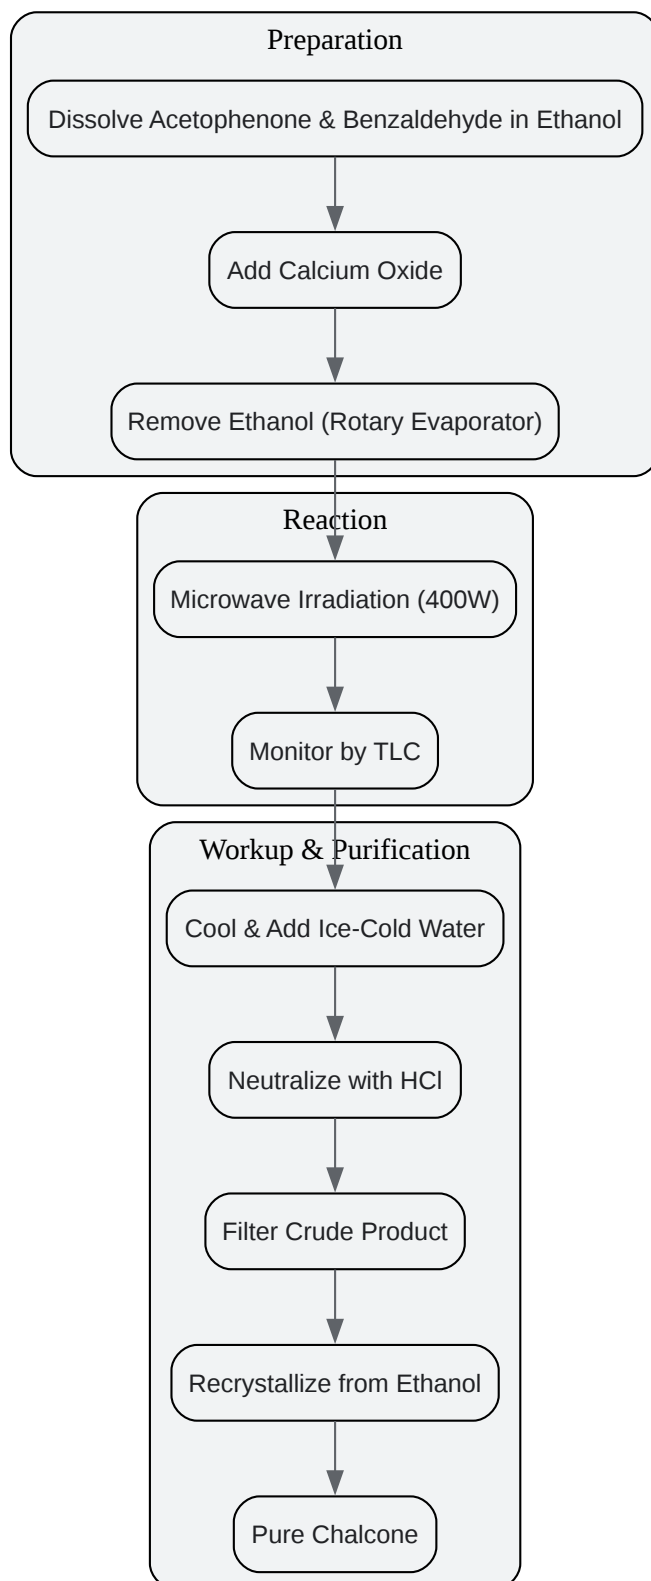 Preparation
Dissolve Acetophenone & Benzaldehyde in Ethanol
Add Calcium Oxide
Remove Ethanol (Rotary Evaporator)
Reaction
Microwave Irradiation (400W)
Monitor by TLC
Workup & Purification
Cool & Add Ice-Cold Water
Neutralize with HCl
Filter Crude Product
Recrystallize from Ethanol
Pure Chalcone